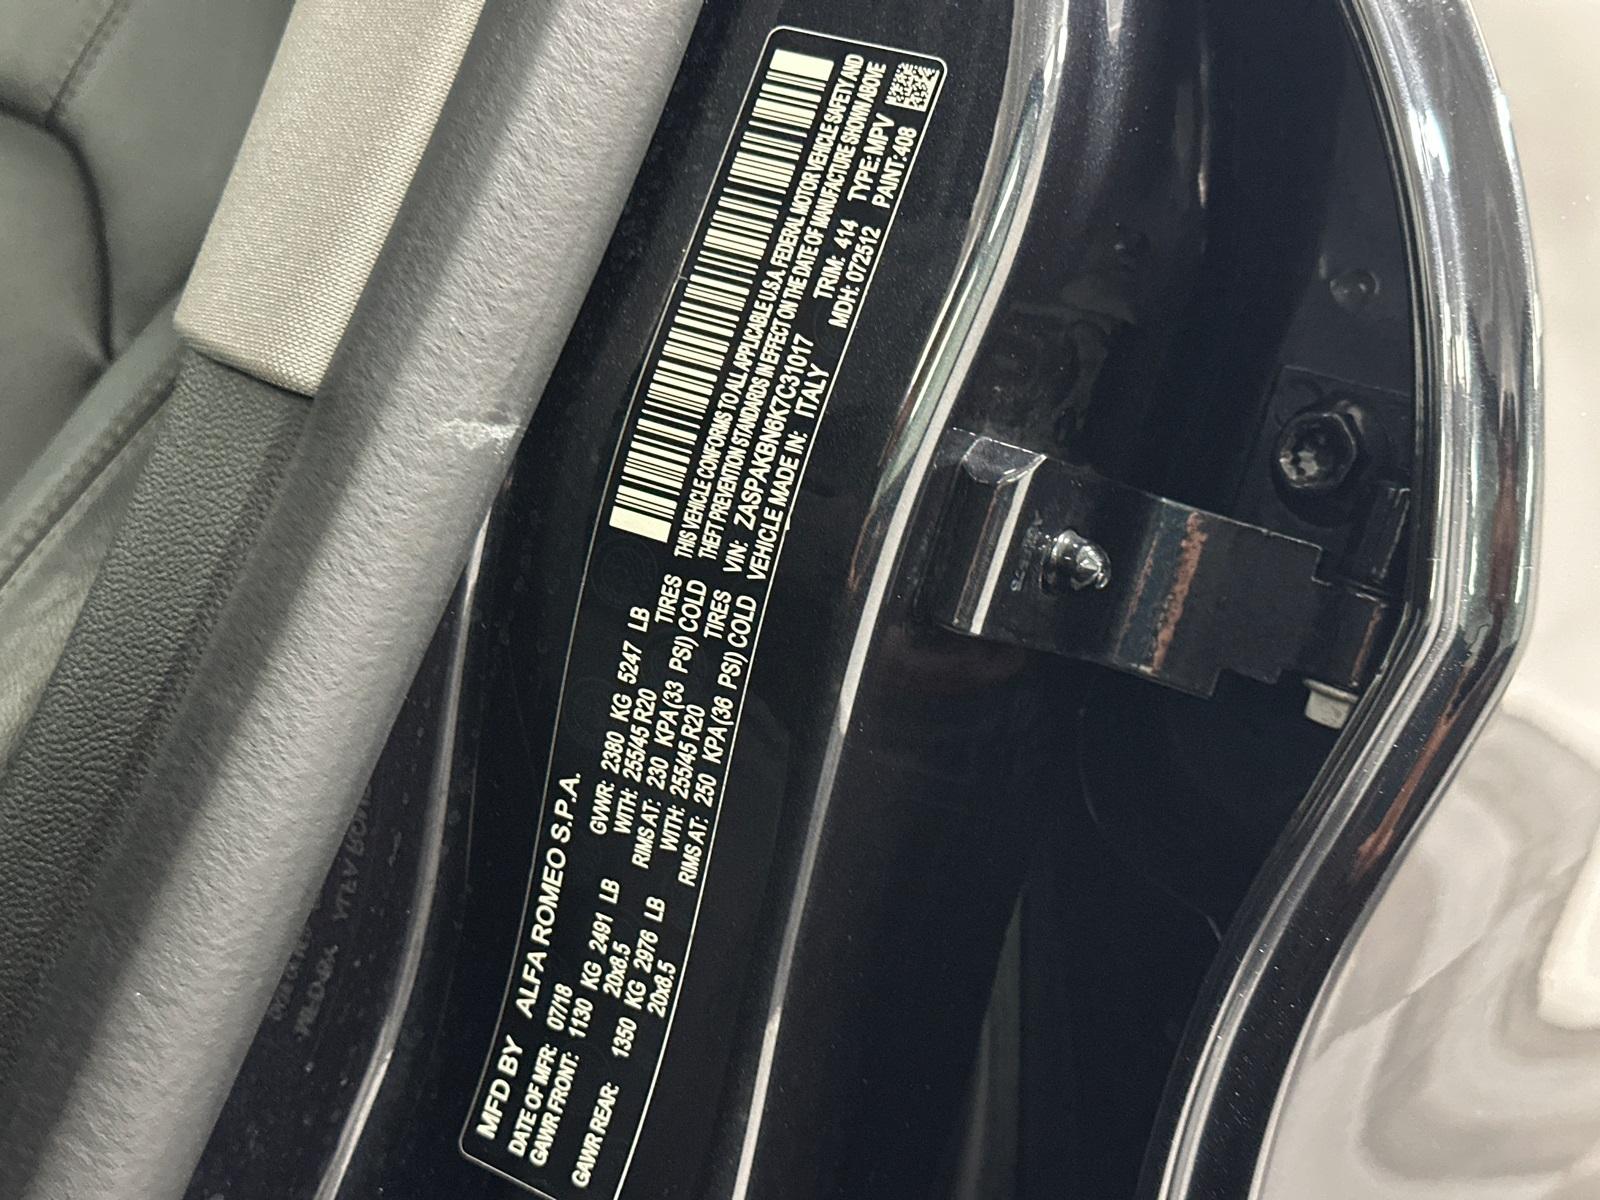 MFD BY ALFA ROMEO S.P.A.
DATE OF MFR: 07/18 GVWR: 2380 KG 5247 LB
GAWR FRONT: 1130 KG 2491 LB WITH: 255/45 R20 TIRES
20x8.5 RIMS AT: 230 KPA(33 PSI) COLD
GAWR REAR: 1350 KG 2976 LB WITH: 255/45 R20 TIRES
20x8.5 RIMS AT: 250 KPA(36 PSI) COLD
THIS VEHICLE CONFORMS TO ALL APPLICABLE U.S.A. FEDERAL MOTOR VEHICLE SAFETY AND
THEFT PREVENTION STANDARDS IN EFFECT ON THE DATE OF MANUFACTURE SHOWN ABOVE
VIN: ZASPAKBN6K7C31017 TRIM: 414 TYPE: MPV
VEHICLE MADE IN: ITALY MDH: 072512 PAINT: 408